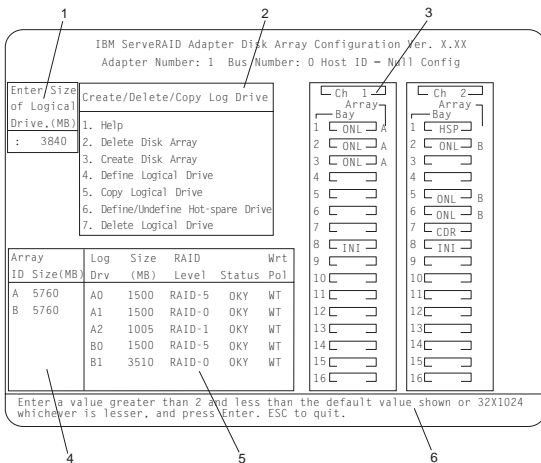 1
2
3
IBM ServeRAID Adapter Disk Array Configuration Ver. X.XX
Adapter Number: 1 Bus Number: 0 Host ID - Null Config
Enter Size
of Logical
Drive.(MB)
: 3840
Create/Delete/Copy Log Drive
1. Help
2. Delete Disk Array
3. Create Disk Array
4. Define Logical Drive
5. Copy Logical Drive
6. Define/Undefine Hot-spare Drive
7. Delete Logical Drive
Ch 1
Array
Bay
1 ONL A
2 ONL A
3 ONL A
4
5
6
7
8 INI
9
10
11
12
13
14
15
16
Ch 2
Array
Bay
1 HSP
2 ONL B
3
4
5 ONL B
6 ONL B
7 CDR
8 INI
9
10
11
12
13
14
15
16
Array
ID Size(MB)
A 5760
B 5760
Log Size RAID Wrt
Drv (MB) Level Status Pol
A0 1500 RAID-5 OKY WT
A1 1500 RAID-0 OKY WT
A2 1005 RAID-1 OKY WT
B0 1500 RAID-5 OKY WT
B1 3510 RAID-0 OKY WT
Enter a value greater than 2 and less than the default value shown or 32X1024
whichever is lesser, and press Enter. ESC to quit.
4
5
6